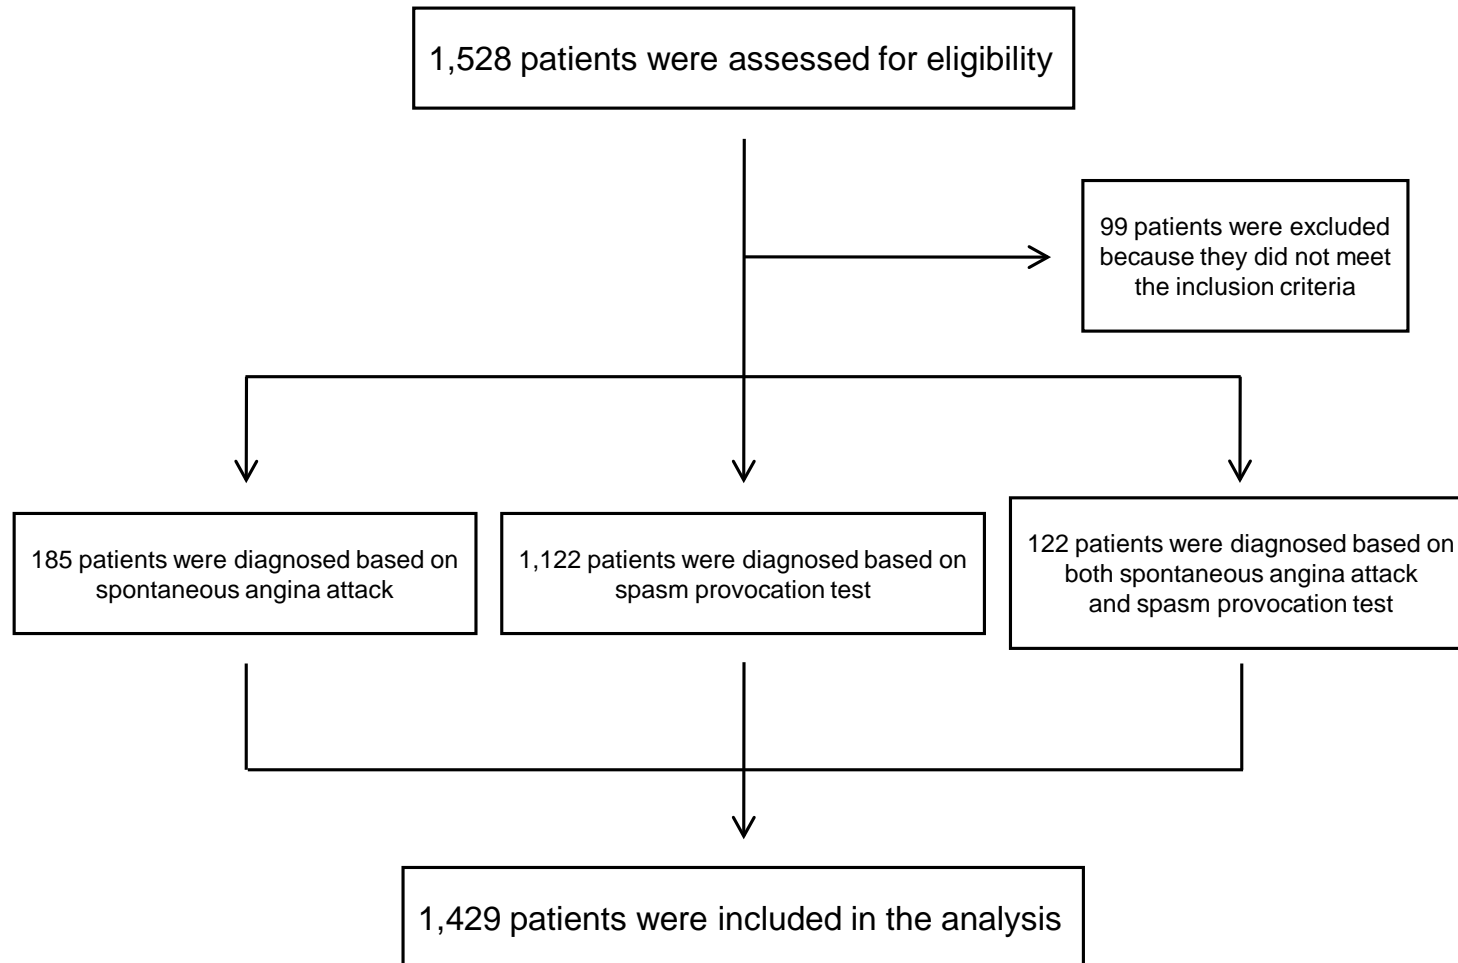 1,528 patients were assessed for eligibility
99 patients were excluded
because they did not meet
the inclusion criteria
185 patients were diagnosed based on
spontaneous angina attack
1,122 patients were diagnosed based on
spasm provocation test
122 patients were diagnosed based on
both spontaneous angina attack
and spasm provocation test
1,429 patients were included in the analysis